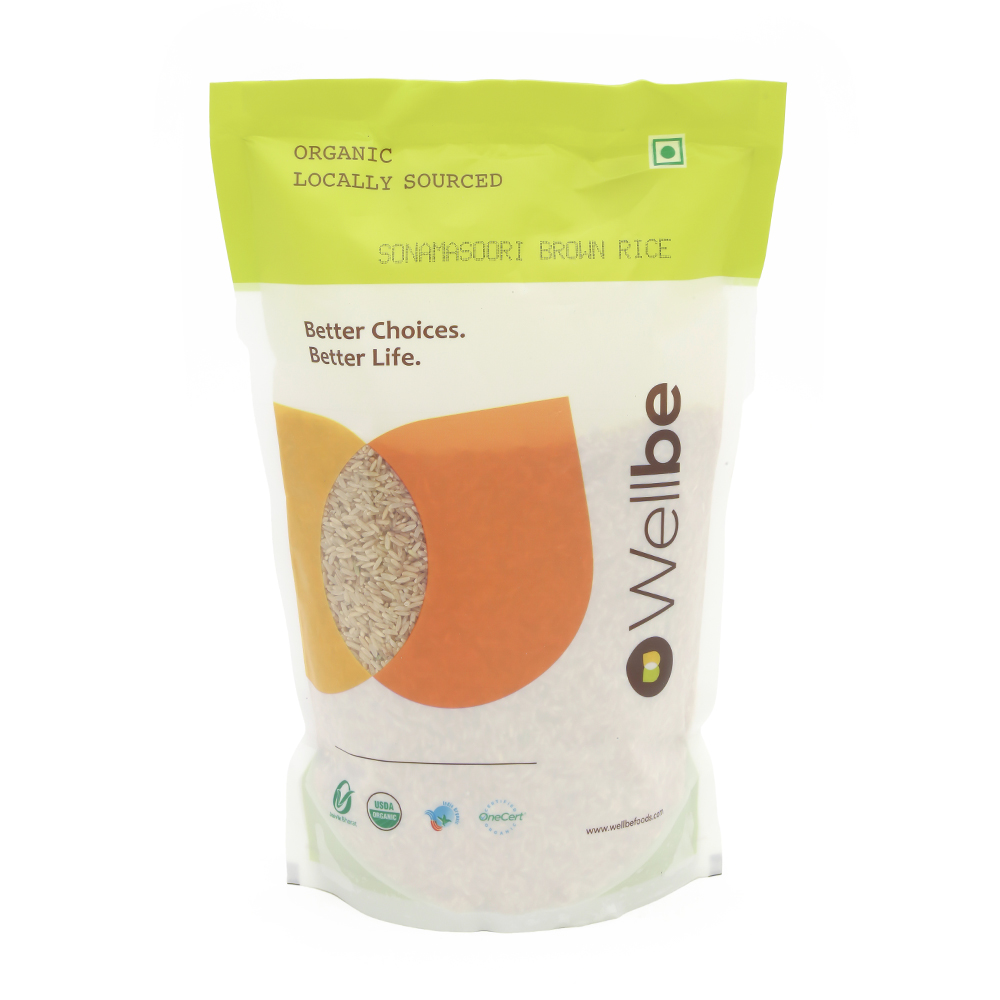 ORGANIC
LOCALLY SOURCED
SONAMASOORI BROWN RICE
Better Choices.
Better Life.
Wellbe
USDA
ORGANIC
OneCert
www.wellbefoods.com